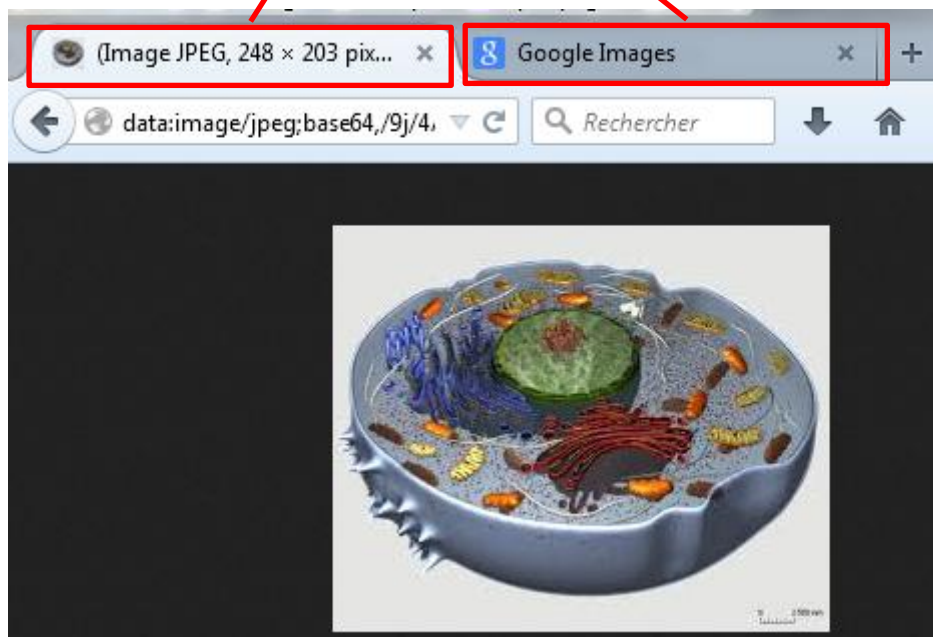 (Image JPEG, 248 × 203 pix...
Google Images
data:image/jpeg;base64,/9j/4
Rechercher